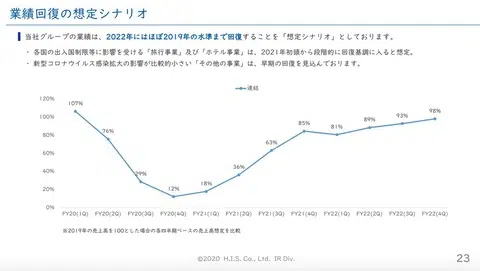 業績回復の想定シナリオ
当社グループの業績は、2022年にはほぼ2019年の水準まで回復することを「想定シナリオ」としております。
・各国の出入国制限等に影響を受ける「旅行事業」及び「ホテル事業」は、2021年初頭から段階的に回復基調に入ると想定。
・新型コロナウイルス感染拡大の影響が比較的小さい「その他の事業」は、早期の回復を見込んでおります。
連結
120%
100%
80%
60%
40%
20%
0%
107%
76%
29%
12%
18%
36%
63%
85%
81%
89%
93%
98%
FY20(1Q) FY20(2Q) FY20(3Q) FY20(4Q) FY21(1Q) FY21(2Q) FY21(3Q) FY21(4Q) FY22(1Q) FY22(2Q) FY22(3Q) FY22(4Q)
※2019年の売上高を100とした場合の各四半期ベースの売上高想定を比較
©2020 H.I.S. Co., Ltd. IR Div.
23